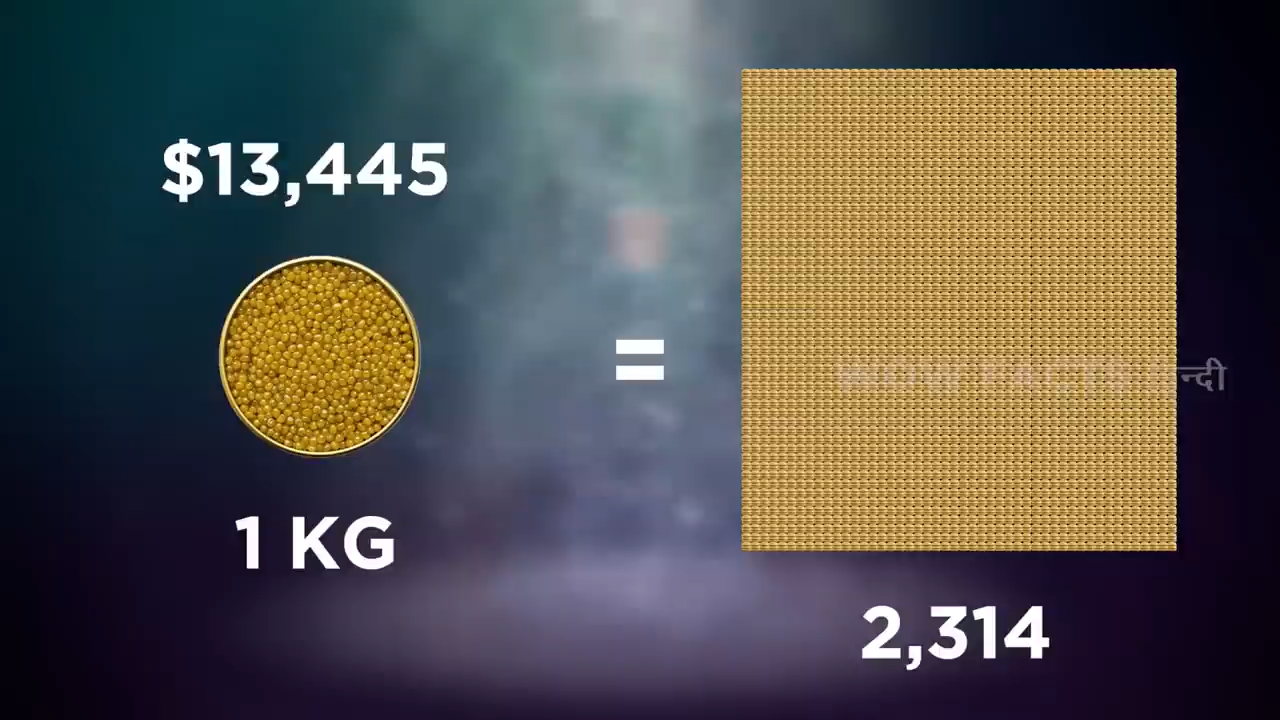 $13,445
1 KG
=
2,314